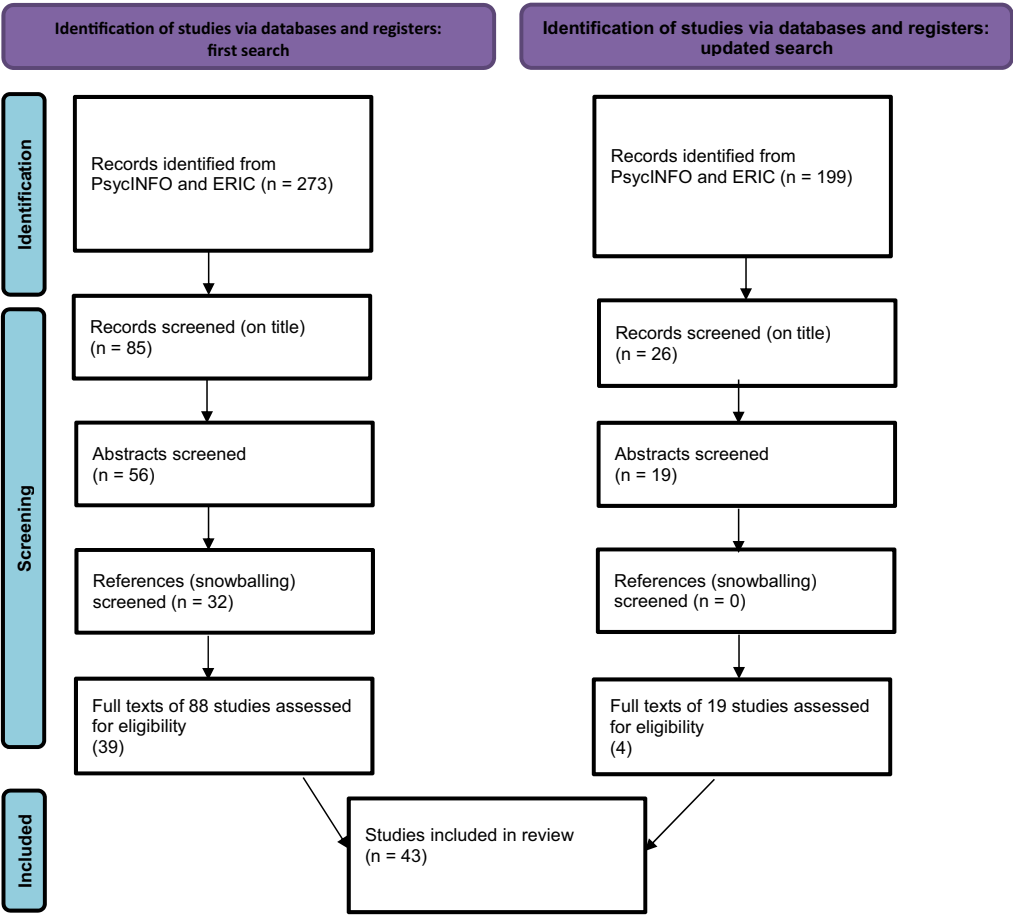 Identification of studies via databases and registers:
first search
Identification
Records identified from
PsycINFO and ERIC (n = 273)
Screening
Records screened (on title)
(n = 85)
Abstracts screened
(n = 56)
References (snowballing)
screened (n = 32)
Full texts of 88 studies assessed
for eligibility
(39)
Identification of studies via databases and registers:
updated search
Records identified from
PsycINFO and ERIC (n = 199)
Records screened (on title)
(n = 26)
Abstracts screened
(n = 19)
References (snowballing)
screened (n = 0)
Full texts of 19 studies assessed
for eligibility
(4)
Included
Studies included in review
(n = 43)